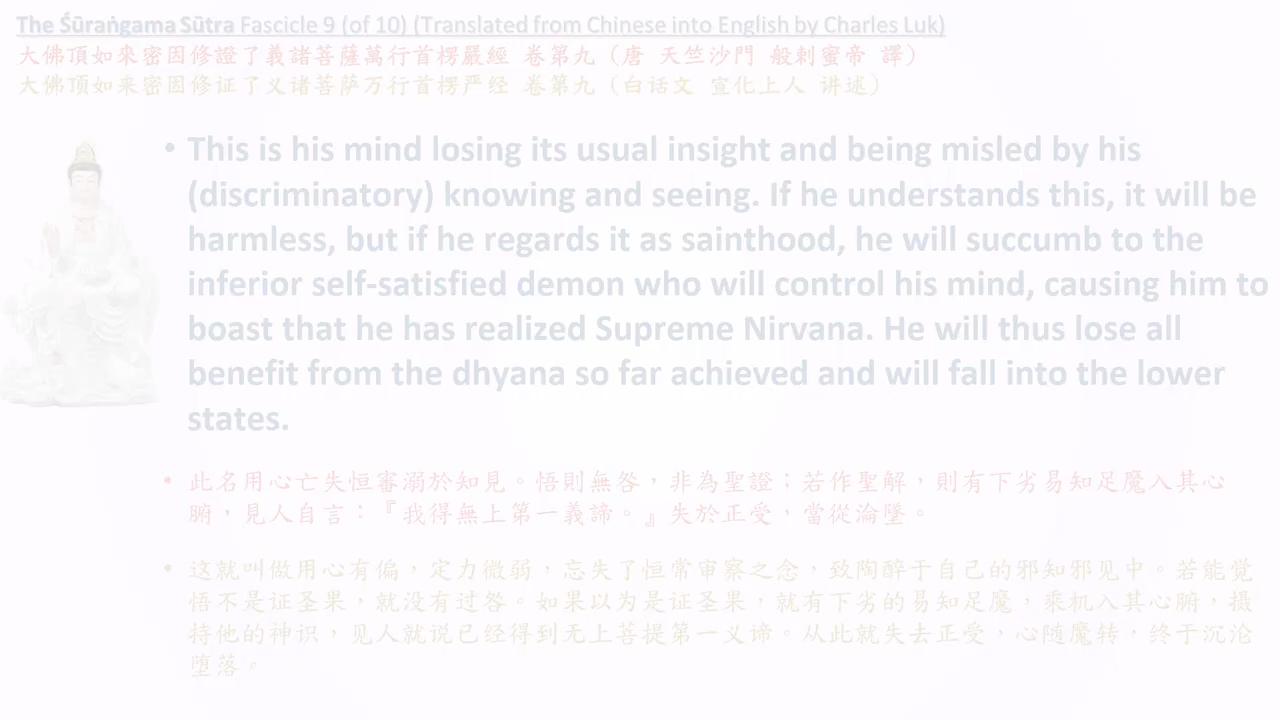 The Śūraṅgama Sūtra Fascicle 9 (of 10) (Translated from Chinese into English by Charles Luk)
大佛頂如來密因修證了義諸菩薩萬行首楞嚴經 卷第九（唐 天竺沙門 般剌蜜帝 譯）
大佛顶如来密因修证了义诸菩萨万行首楞严经 卷第九（白话文 宣化上人 讲述）
• This is his mind losing its usual insight and being misled by his
(discriminatory) knowing and seeing. If he understands this, it will be
harmless, but if he regards it as sainthood, he will succumb to the
inferior self-satisfied demon who will control his mind, causing him to
boast that he has realized Supreme Nirvana. He will thus lose all
benefit from the dhyana so far achieved and will fall into the lower
states.
• 此名用心亡失恒審溺於知見。悟則無咎，非為聖證；若作聖解，則有下劣易知足魔入其心
腑，見人自言：『我得無上第一義諦。』失於正受，當從淪墜。
• 这就叫做用心有偏，定力微弱，忘失了恒常审察之念，致陶醉于自己的邪知邪见中。若能觉
悟不是证圣果，就没有过咎。如果以为是证圣果，就有下劣的易知足魔，乘机入其心腑，摄
持他的神识，见人就说已经得到无上菩提第一义谛。从此就失去正受，心随魔转，终于沉沦
堕落。